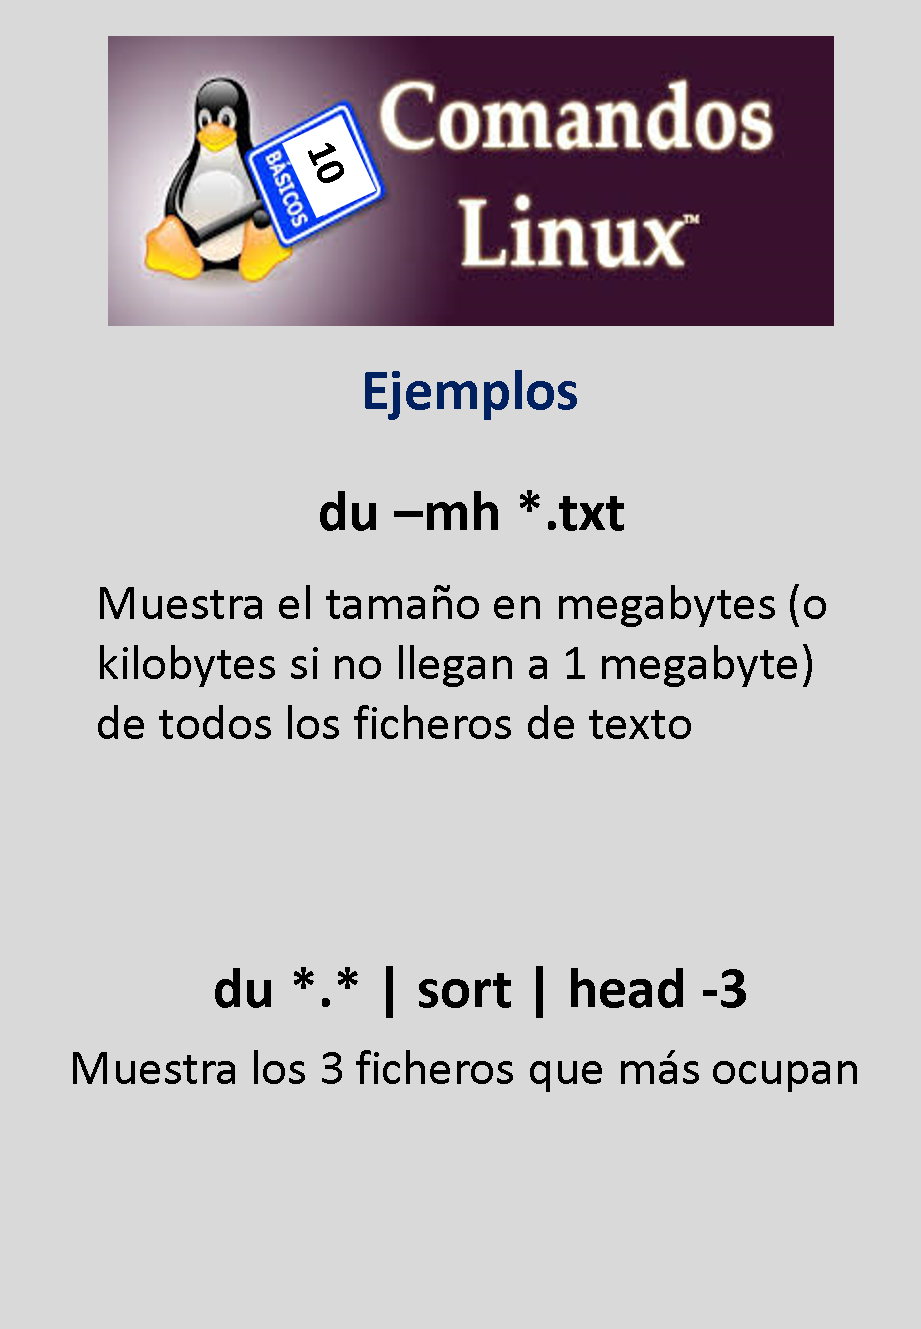 Comandos
Linux™
10
BÁSICOS
Ejemplos
du –mh *.txt
Muestra el tamaño en megabytes (o
kilobytes si no llegan a 1 megabyte)
de todos los ficheros de texto
du *.* | sort | head -3
Muestra los 3 ficheros que más ocupan